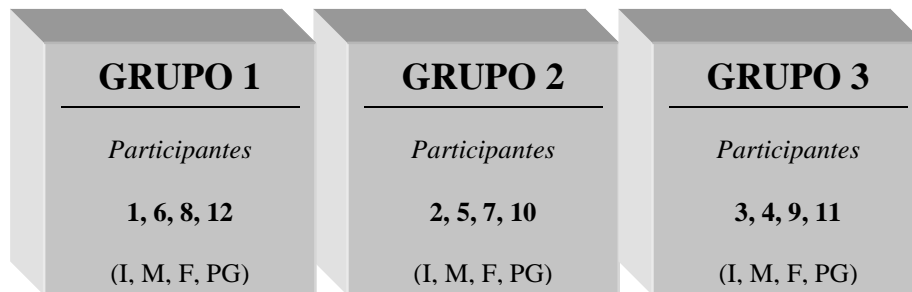 GRUPO 1
Participantes
1, 6, 8, 12
(I, M, F, PG)
GRUPO 2
Participantes
2, 5, 7, 10
(I, M, F, PG)
GRUPO 3
Participantes
3, 4, 9, 11
(I, M, F, PG)